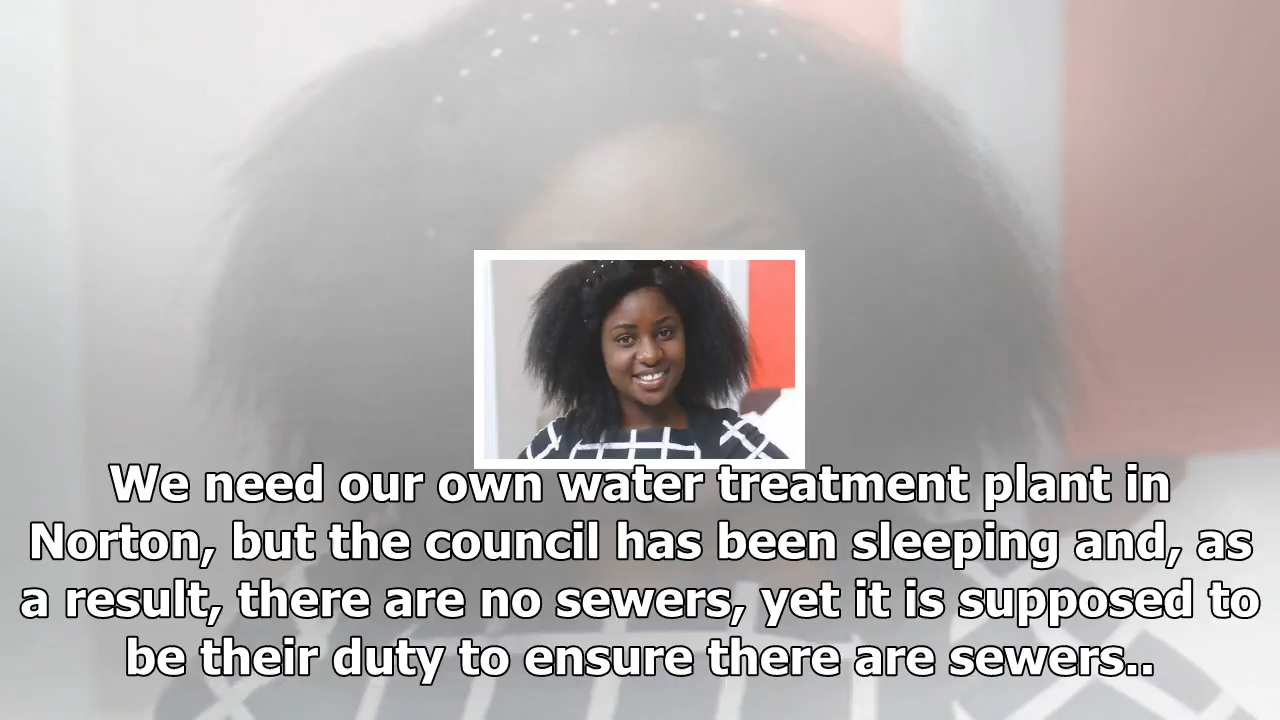 We need our own water treatment plant in
Norton, but the council has been sleeping and, as
a result, there are no sewers, yet it is supposed to
be their duty to ensure there are sewers..